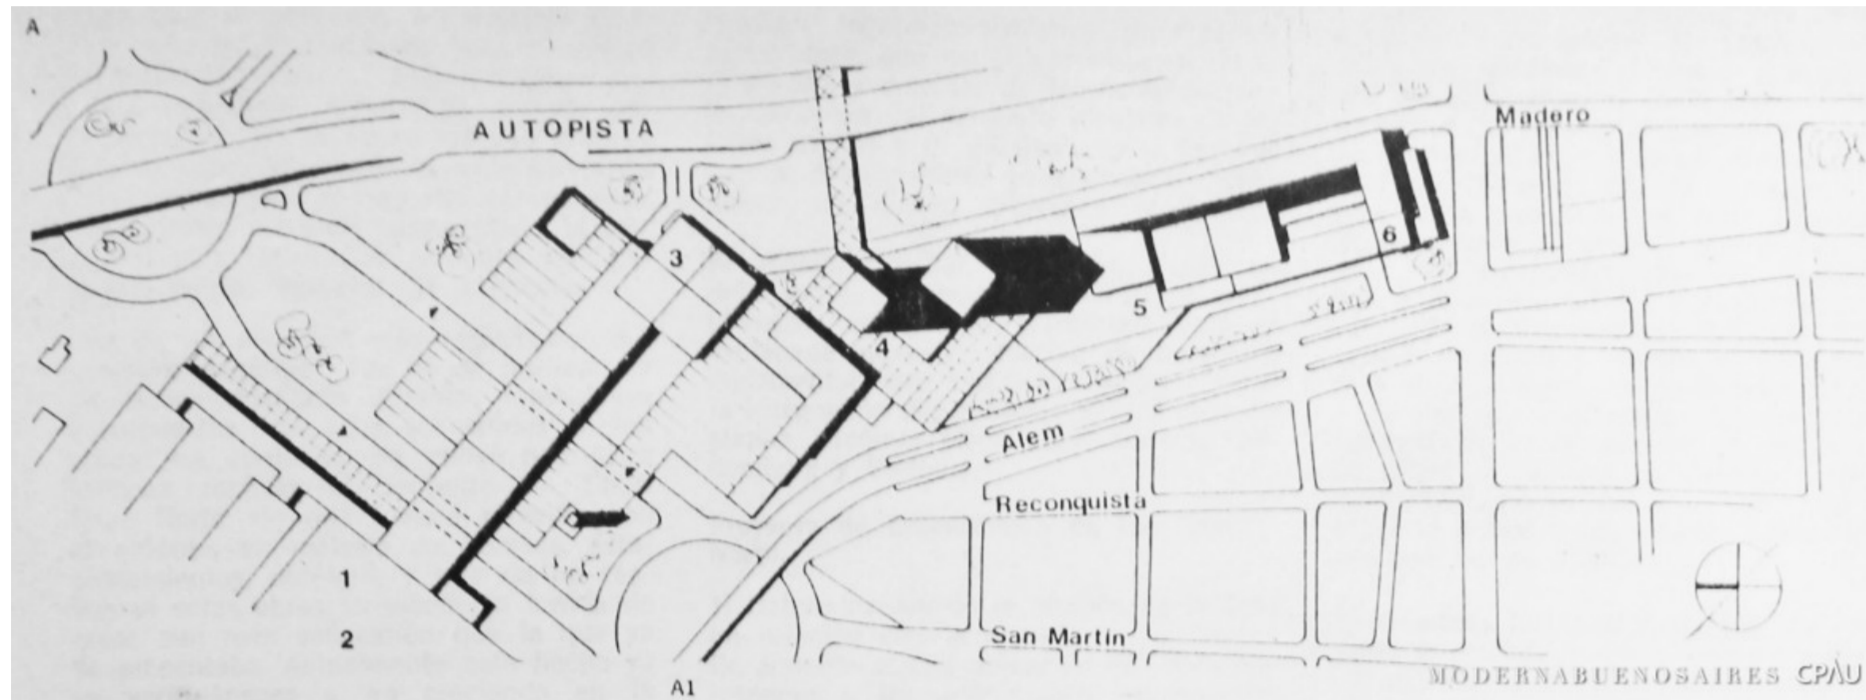 A
AUTOPISTA
Madero
3
6
5
4
Alem
Reconquista
1
San Martín
2
MODERNABUENOSAIRES CPAU
A1